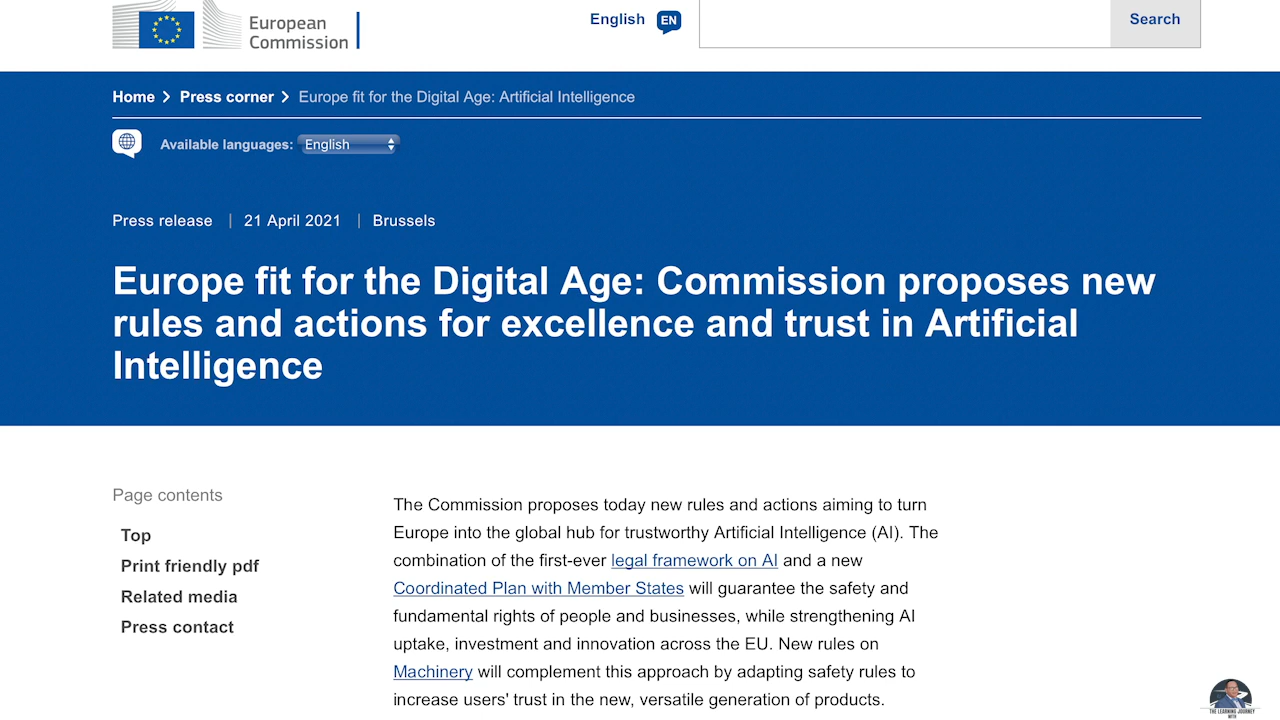 European
Commission
English EN
Search
Home Press corner Europe fit for the Digital Age: Artificial Intelligence
Available languages: English
Press release | 21 April 2021 | Brussels
Europe fit for the Digital Age: Commission proposes new
rules and actions for excellence and trust in Artificial
Intelligence
Page contents
Top
Print friendly pdf
Related media
Press contact
The Commission proposes today new rules and actions aiming to turn
Europe into the global hub for trustworthy Artificial Intelligence (AI). The
combination of the first-ever legal framework on AI and a new
Coordinated Plan with Member States will guarantee the safety and
fundamental rights of people and businesses, while strengthening AI
uptake, investment and innovation across the EU. New rules on
Machinery will complement this approach by adapting safety rules to
increase users' trust in the new, versatile generation of products.
THE LEARNING JOURNEY
WITH